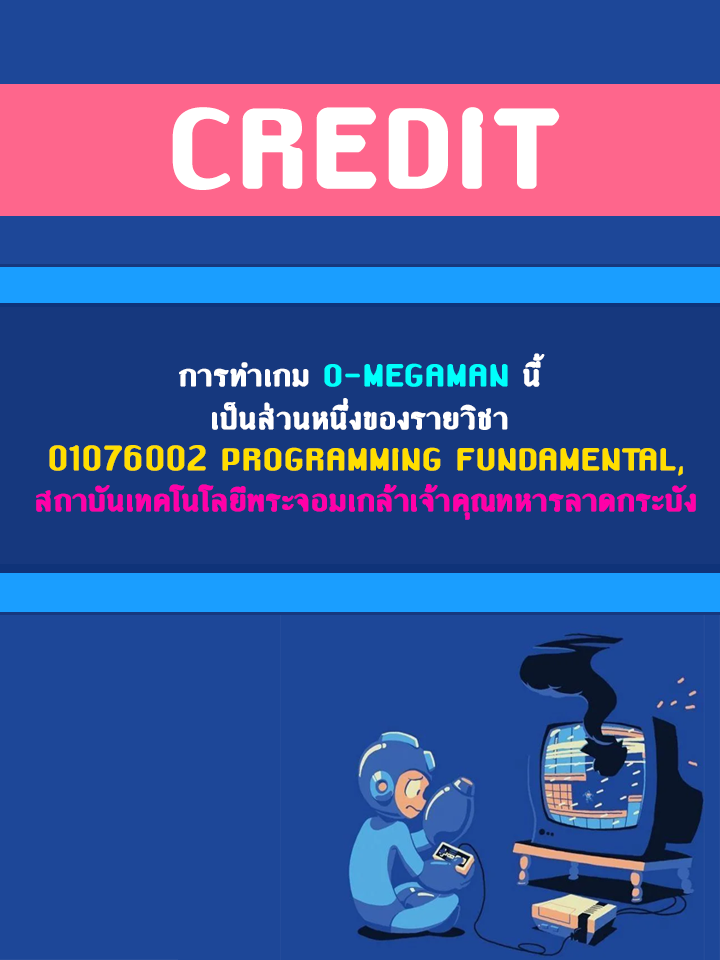 CREDIT
การทำเกม O-MEGAMAN นี้
เป็นส่วนหนึ่งของรายวิชา
01076002 PROGRAMMING FUNDAMENTAL,
สถาบันเทคโนโลยีพระจอมเกล้าเจ้าคุณทหารลาดกระบัง